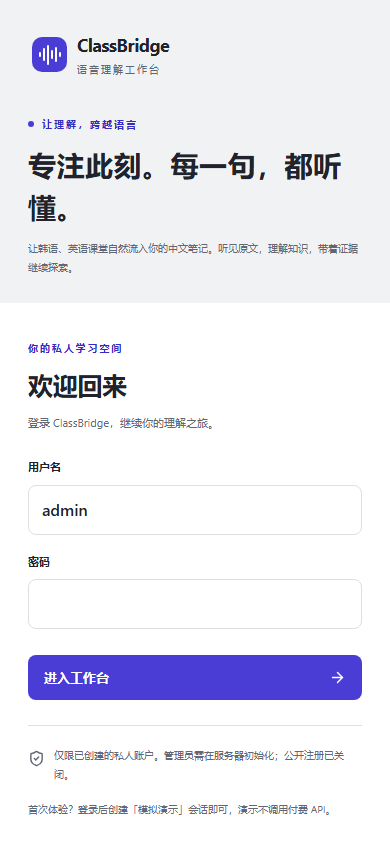 ClassBridge
语音理解工作台
让理解，跨越语言
专注此刻。每一句，都听
懂。
让韩语、英语课堂自然流入你的中文笔记。听见原文，理解知识，带着证据
继续探索。
你的私人学习空间
欢迎回来
登录 ClassBridge，继续你的理解之旅。
用户名
admin
密码
进入工作台
仅限已创建的私人账户。管理员需在服务器初始化；公开注册已关
闭。
首次体验？登录后创建「模拟演示」会话即可，演示不调用付费 API。